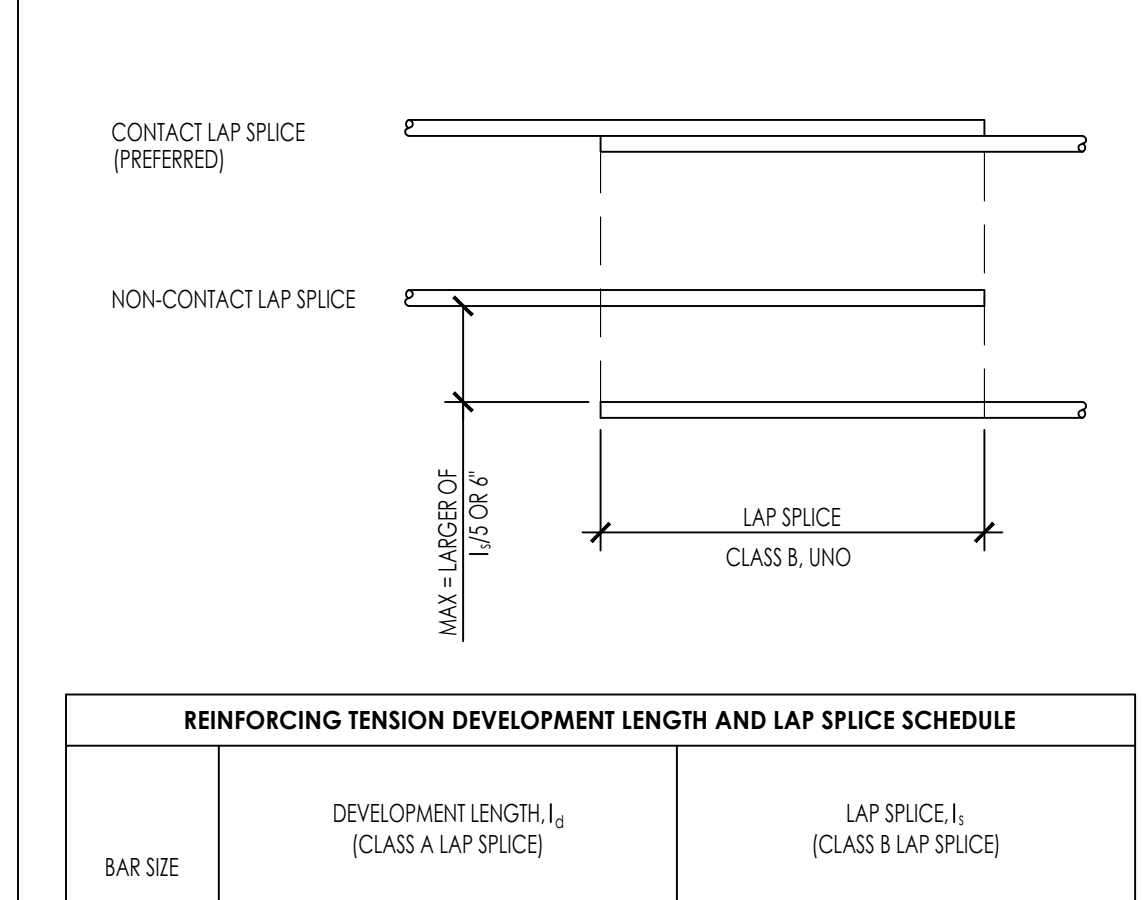 CONTACT LAP SPLICE
(PREFERRED)
NON-CONTACT LAP SPLICE
MAX = LARGER OF
ls/5 OR 6"
LAP SPLICE
CLASS B, UNO
REINFORCING TENSION DEVELOPMENT LENGTH AND LAP SPLICE SCHEDULE
BAR SIZE
DEVELOPMENT LENGTH, ld
(CLASS A LAP SPLICE)
LAP SPLICE, ls
(CLASS B LAP SPLICE)